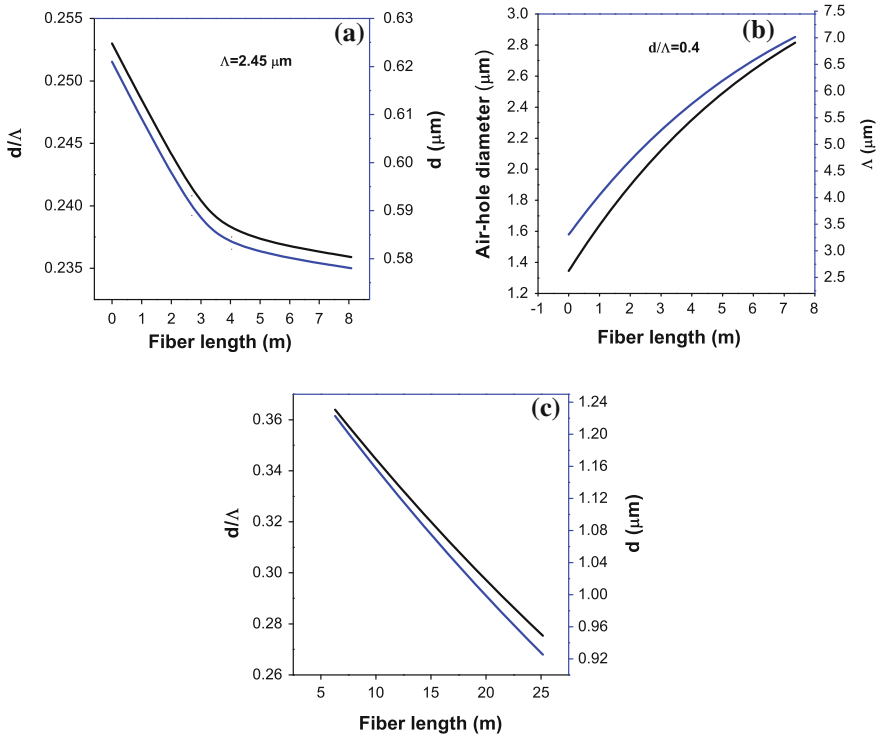 (a)
Λ=2.45 μm
d/Λ
0.255
0.250
0.245
0.240
0.235
d (μm)
0.63
0.62
0.61
0.60
0.59
0.58
0 1 2 3 4 5 6 7 8
Fiber length (m)
(b)
d/Λ=0.4
Air-hole diameter (μm)
3.0
2.8
2.6
2.4
2.2
2.0
1.8
1.6
1.4
1.2
Λ (μm)
7.5
7.0
6.5
6.0
5.5
5.0
4.5
4.0
3.5
3.0
2.5
-1 0 1 2 3 4 5 6 7 8
Fiber length (m)
(c)
d/Λ
0.36
0.34
0.32
0.30
0.28
0.26
d (μm)
1.24
1.20
1.16
1.12
1.08
1.04
1.00
0.96
0.92
5 10 15 20 25
Fiber length (m)